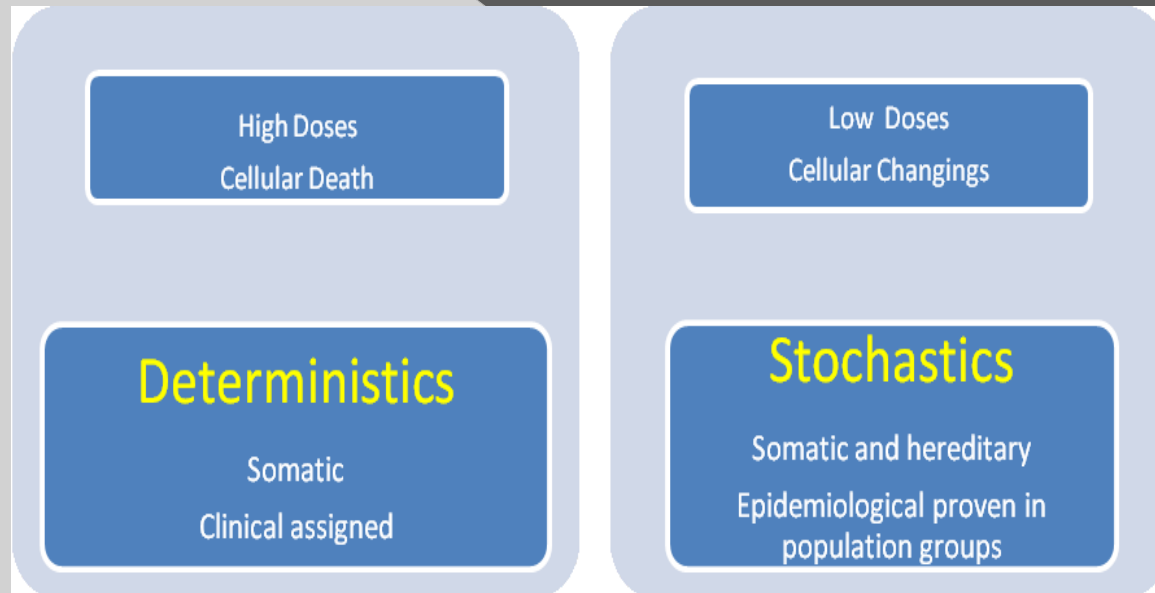 High Doses
Cellular Death
Deterministics
Somatic
Clinical assigned
Low Doses
Cellular Changings
Stochastics
Somatic and hereditary
Epidemiological proven in
population groups